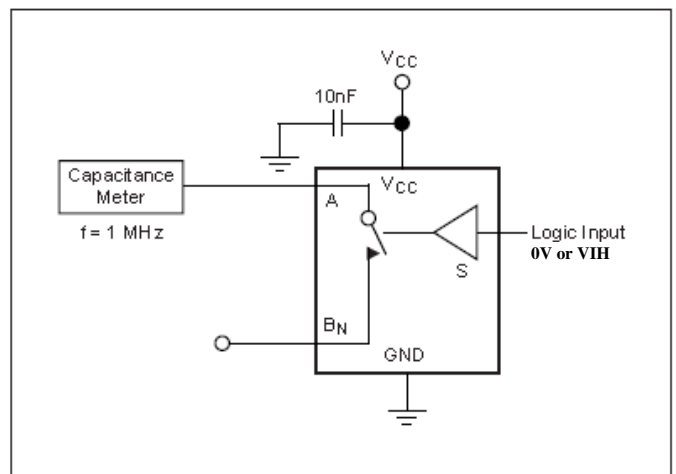 VCC
10nF
Capacitance
Meter
f = 1 MHz
VCC
A
Logic Input
0V or VIH
S
BN
GND